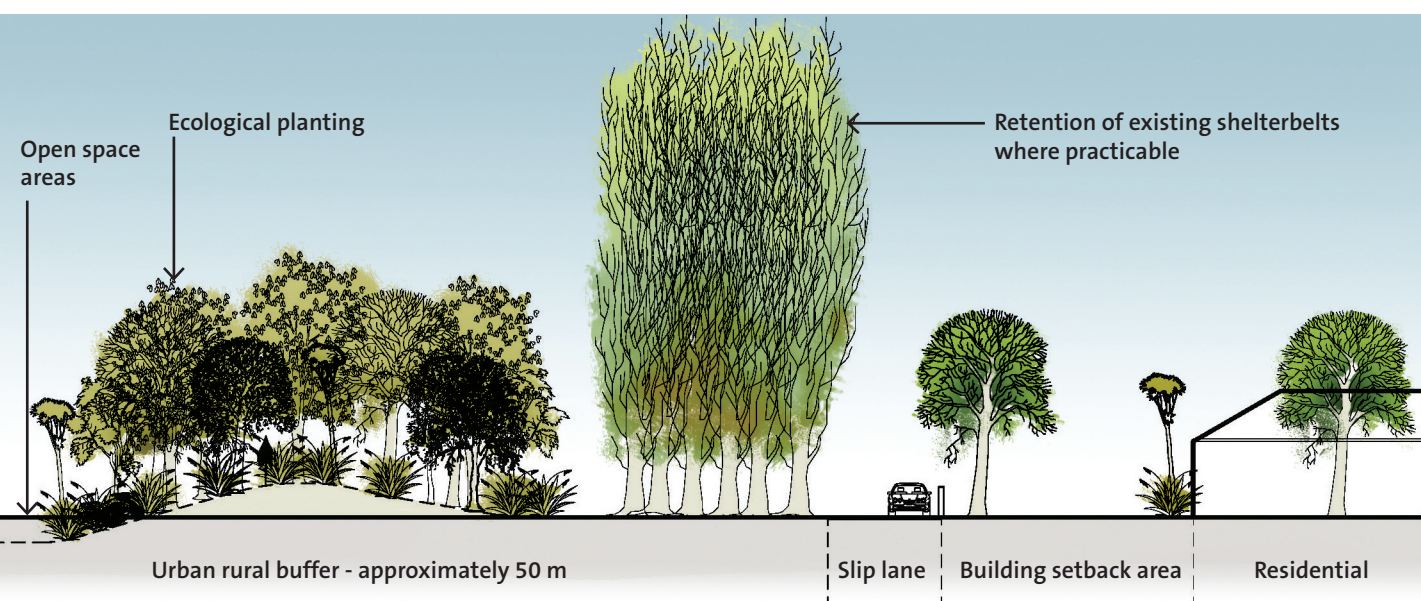 Ecological planting
Open space
areas
Retention of existing shelterbelts
where practicable
Urban rural buffer - approximately 50 m
Slip lane
Building setback area
Residential